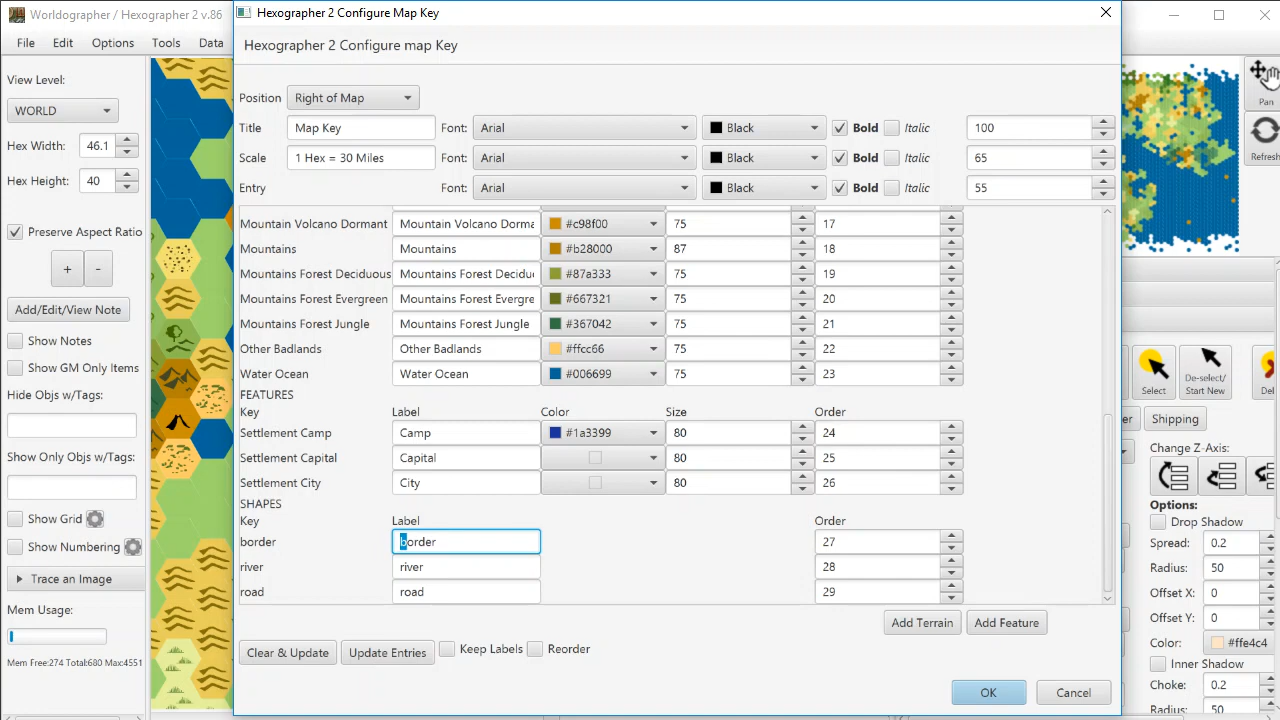 Worldographer / Hexographer 2 v.86
Hexographer 2 Configure Map Key
File Edit Options Tools Data
Hexographer 2 Configure map Key
View Level:
WORLD
Hex Width: 46.1
Hex Height: 40
Preserve Aspect Ratio
+ -
Add/Edit/View Note
Show Notes
Show GM Only Items
Hide Objs w/Tags:
Show Only Objs w/Tags:
Show Grid
Show Numbering
Trace an Image
Mem Usage:
Mem Free:274 Total:680 Max:4551
Position Right of Map
Title Map Key Font: Arial Black Bold Italic 100
Scale 1 Hex = 30 Miles Font: Arial Black Bold Italic 65
Entry Font: Arial Black Bold Italic 55
Mountain Volcano Dormant Mountain Volcano Dorma #c98f00 75 17
Mountains Mountains #b28000 87 18
Mountains Forest Deciduous Mountains Forest Decidu #87a333 75 19
Mountains Forest Evergreen Mountains Forest Evergre #667321 75 20
Mountains Forest Jungle Mountains Forest Jungle #367042 75 21
Other Badlands Other Badlands #ffcc66 75 22
Water Ocean Water Ocean #006699 75 23
FEATURES
Key Label Color Size Order
Settlement Camp Camp #1a3399 80 24
Settlement Capital Capital 80 25
Settlement City City 80 26
SHAPES
Key Label Order
border border 27
river river 28
road road 29
Add Terrain Add Feature
Clear & Update Update Entries Keep Labels Reorder
OK Cancel
Pan
Refresh
Select De-select/
Start New Del
er Shipping
Change Z-Axis:
Options:
Drop Shadow
Spread: 0.2
Radius: 50
Offset X: 0
Offset Y: 0
Color: #ffe4c4
Inner Shadow
Choke: 0.2
Radius: 50